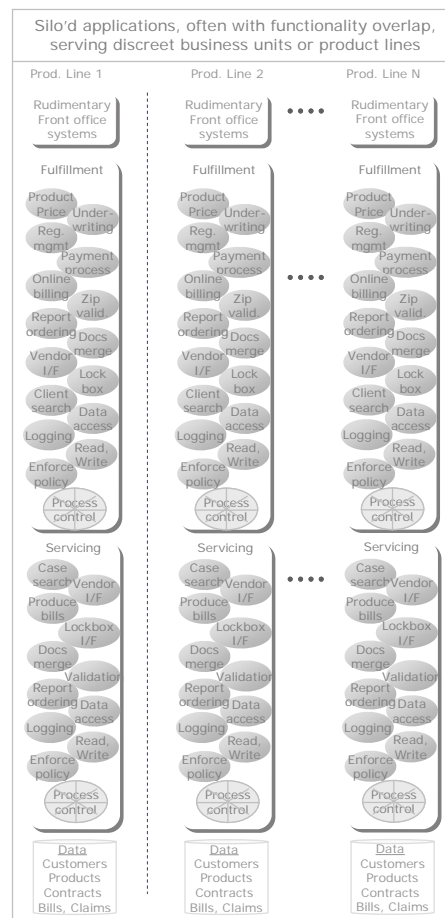 Silo’d applications, often with functionality overlap,
serving discreet business units or product lines
Prod. Line 1
Rudimentary
Front office
systems
Fulfillment
Product
Price
Under-
writing
Reg.
mgmt
Payment
process
Online
billing
Zip
valid.
Report
ordering
Docs
merge
Vendor
I/F
Lock
box
Client
search
Data
access
Logging
Read,
Write
Enforce
policy
Process
control
Servicing
Case
search
Vendor
I/F
Produce
bills
Lockbox
I/F
Docs
merge
Validation
Report
ordering
Data
access
Logging
Read,
Write
Enforce
policy
Process
control
Data
Customers
Products
Contracts
Bills, Claims
Prod. Line 2
Rudimentary
Front office
systems
Fulfillment
Product
Price
Under-
writing
Reg.
mgmt
Payment
process
Online
billing
Zip
valid.
Report
ordering
Docs
merge
Vendor
I/F
Lock
box
Client
search
Data
access
Logging
Read,
Write
Enforce
policy
Process
control
Servicing
Case
search
Vendor
I/F
Produce
bills
Lockbox
I/F
Docs
merge
Validation
Report
ordering
Data
access
Logging
Read,
Write
Enforce
policy
Process
control
Data
Customers
Products
Contracts
Bills, Claims
Prod. Line N
Rudimentary
Front office
systems
Fulfillment
Product
Price
Under-
writing
Reg.
mgmt
Payment
process
Online
billing
Zip
valid.
Report
ordering
Docs
merge
Vendor
I/F
Lock
box
Client
search
Data
access
Logging
Read,
Write
Enforce
policy
Process
control
Servicing
Case
search
Vendor
I/F
Produce
bills
Lockbox
I/F
Docs
merge
Validation
Report
ordering
Data
access
Logging
Read,
Write
Enforce
policy
Process
control
Data
Customers
Products
Contracts
Bills, Claims